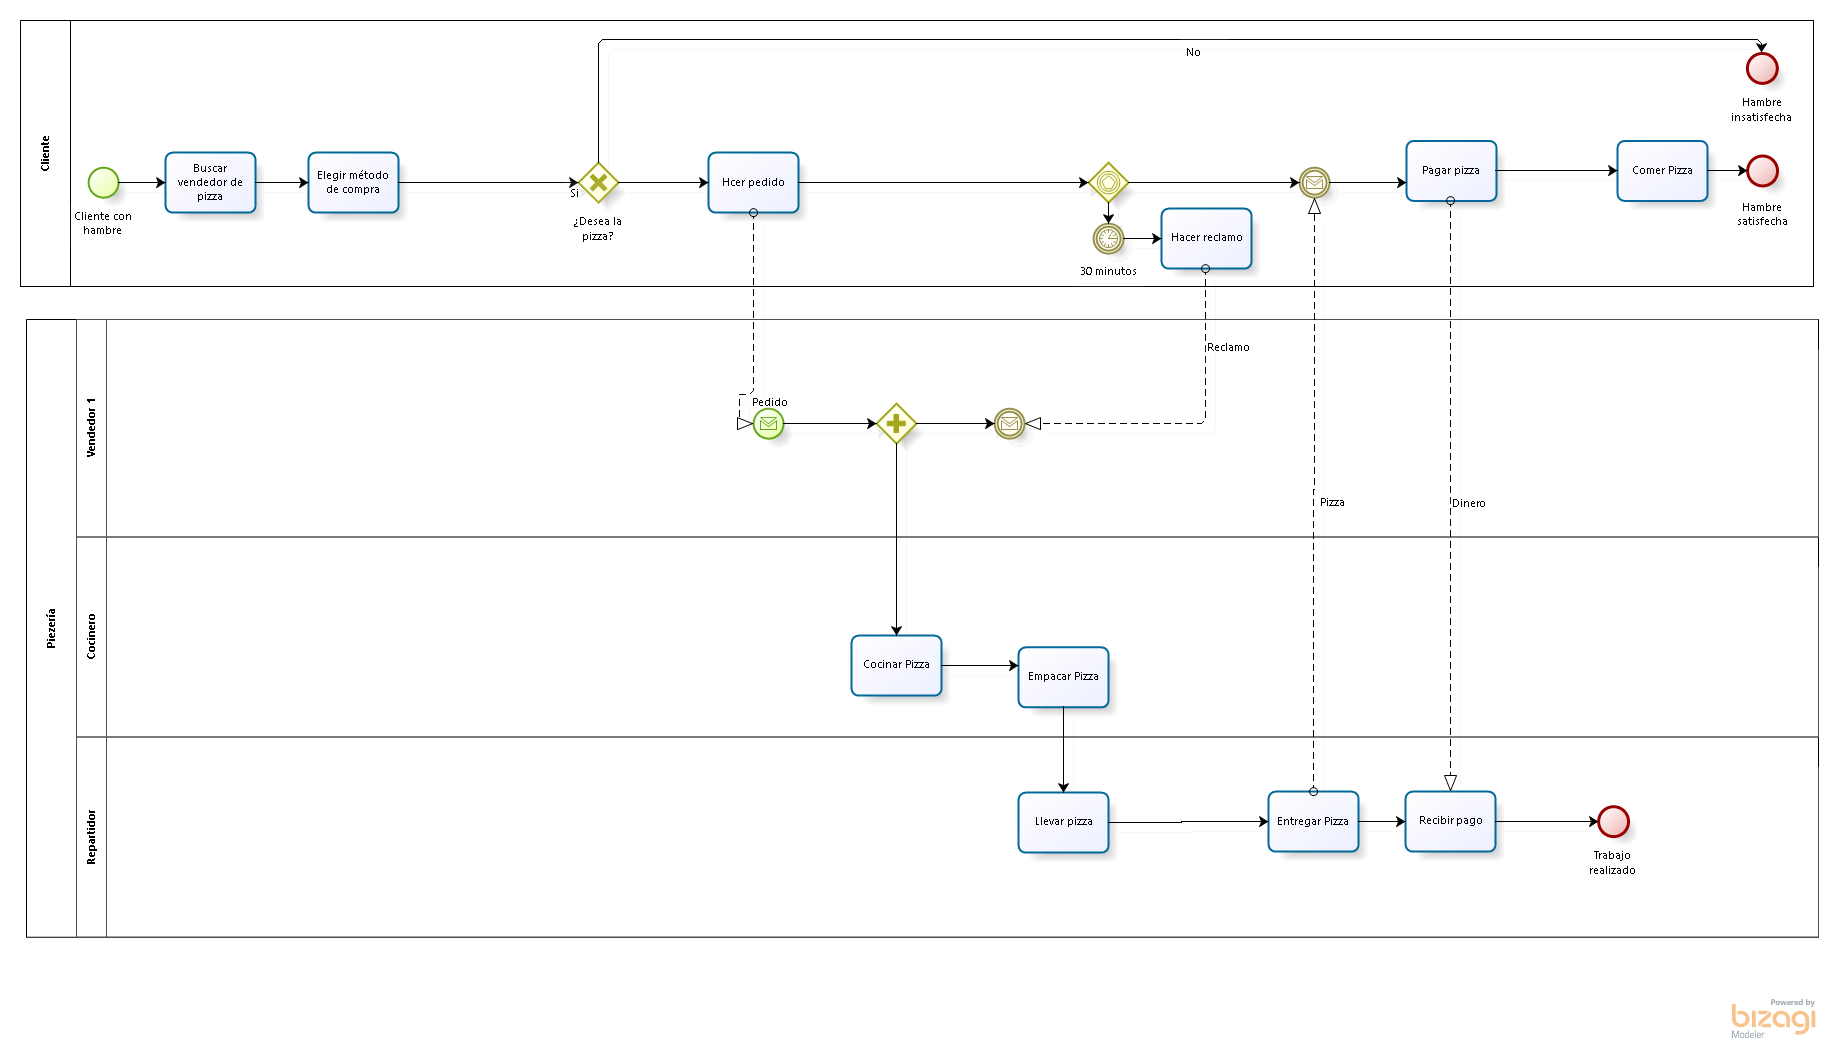 No
Hambre
insatisfecha
Cliente
Cliente con
hambre
Buscar
vendedor de
pizza
Elegir método
de compra
Si
¿Desea la
pizza?
Hcer pedido
30 minutos
Hacer reclamo
Pagar pizza
Comer Pizza
Hambre
satisfecha
Piezería
Vendedor 1
Pedido
Reclamo
Pizza
Dinero
Cocinero
Cocinar Pizza
Empacar Pizza
Repartidor
Llevar pizza
Entregar Pizza
Recibir pago
Trabajo
realizado
Powered by
bizagi
Modeler